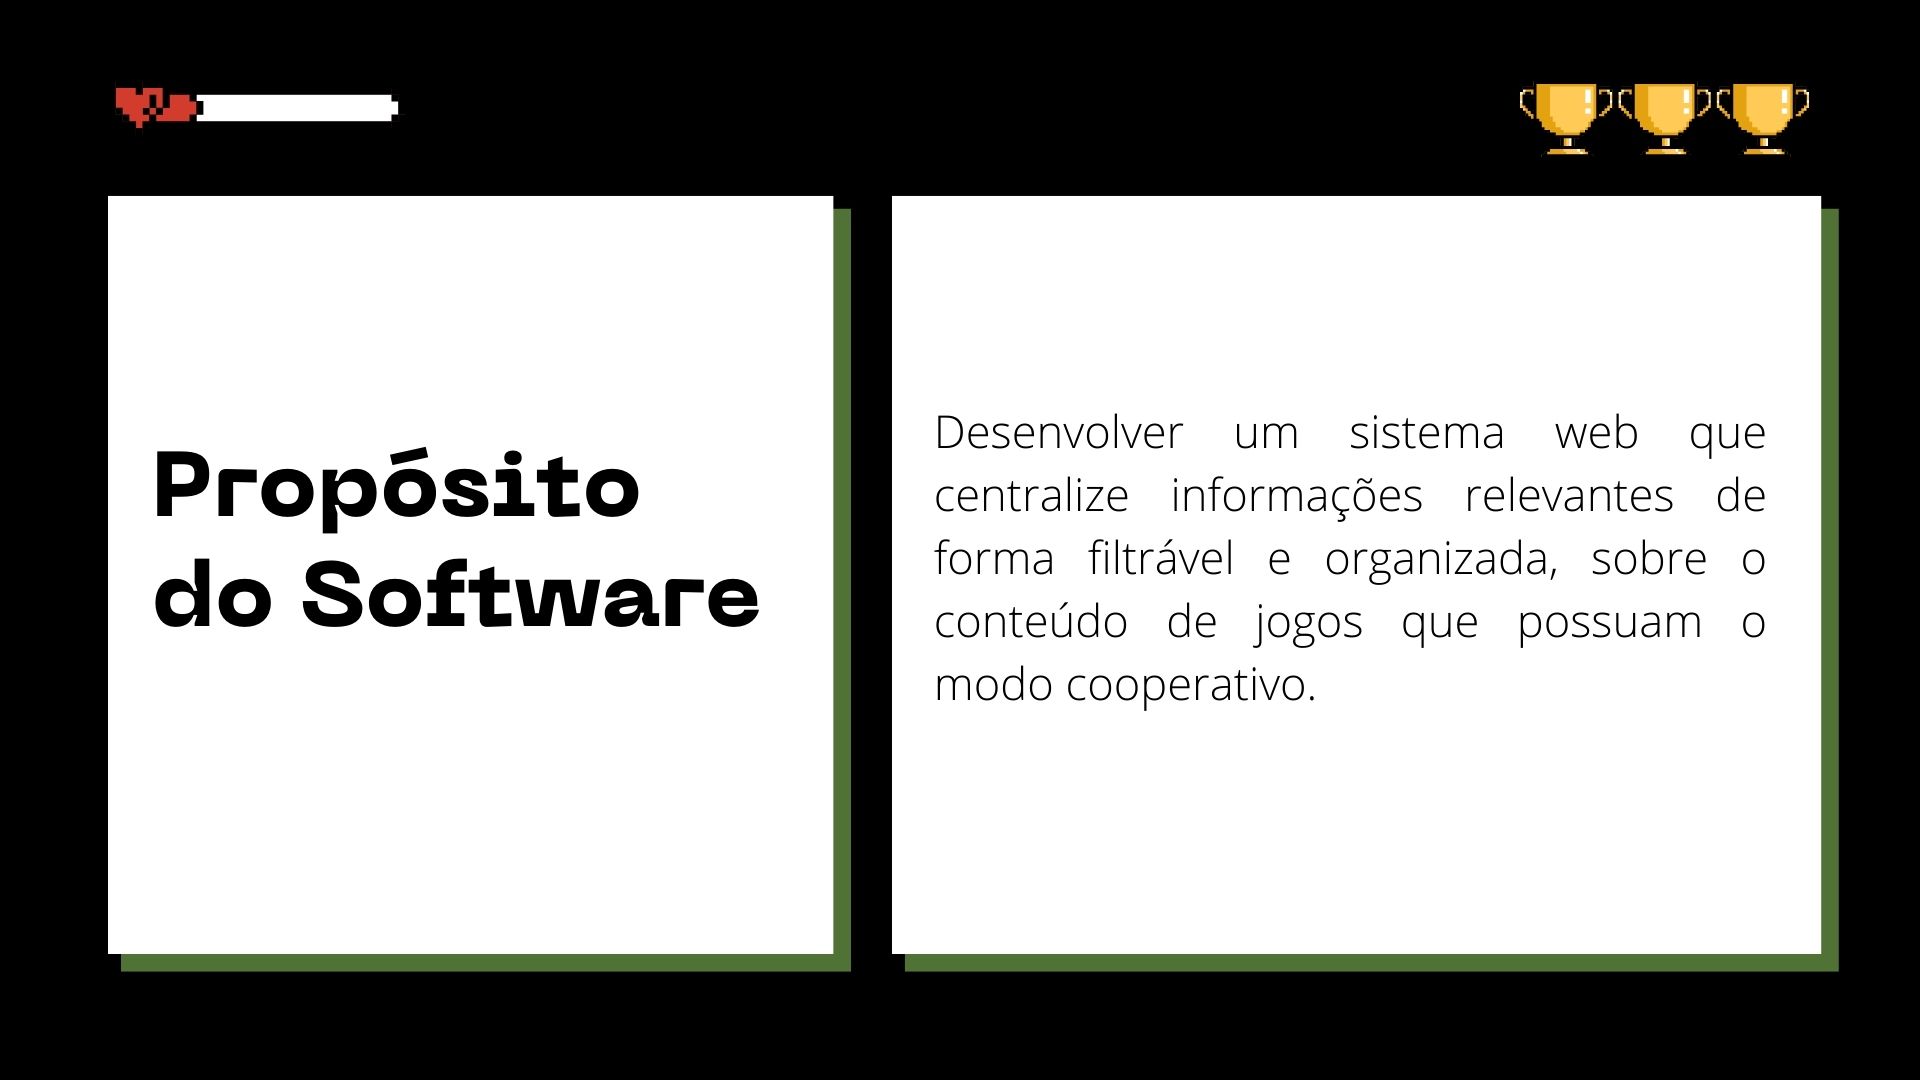 Propósito
do Software
Desenvolver um sistema web que
centralize informações relevantes de
forma filtrável e organizada, sobre o
conteúdo de jogos que possuam o
modo cooperativo.